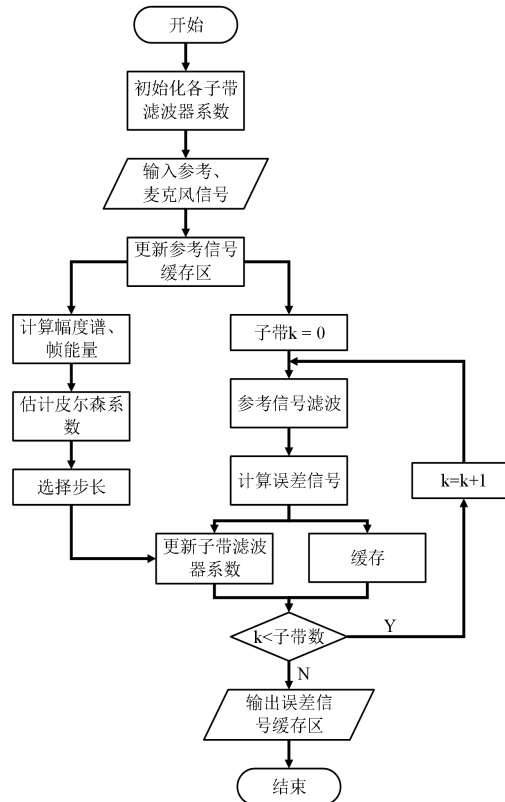 开始
初始化各子带
滤波器系数
输入参考、
麦克风信号
更新参考信号
缓存区
计算幅度谱、
帧能量
估计皮尔森系
数
选择步长
子带k = 0
参考信号滤波
计算误差信号
k=k+1
更新子带滤波
器系数
缓存
k<子带数
Y
N
输出误差信
号缓存区
结束